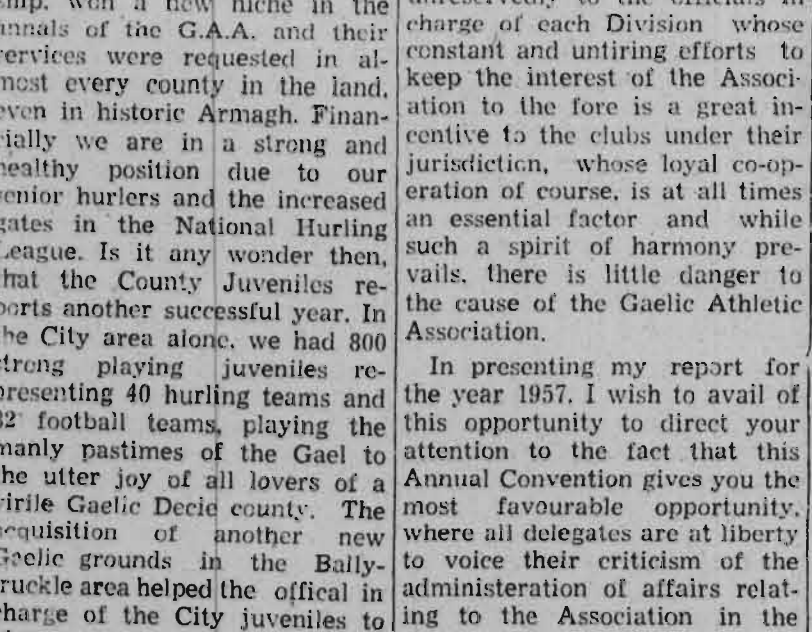 ship, won a new niche in the
annals of the G.A.A. and their
services were requested in al-
most every county in the land,
even in historic Armagh. Finan-
cially we are in a strong and
healthy position due to our
senior hurlers and the increased
gates in the National Hurling
League. Is it any wonder then,
that the County Juveniles re-
ports another successful year. In
the City area alone, we had 800
strong playing juveniles re-
presenting 40 hurling teams and
32 football teams, playing the
manly pastimes of the Gael to
the utter joy of all lovers of a
virile Gaelic Decie county. The
acquisition of another new
Gaelic grounds in the Bally-
truckle area helped the offical in
charge of the City juveniles to
unreservedly to the officials in
charge of each Division whose
constant and untiring efforts to
keep the interest of the Associ-
ation to the fore is a great in-
centive to the clubs under their
jurisdiction, whose loyal co-op-
eration of course, is at all times
an essential factor and while
such a spirit of harmony pre-
vails, there is little danger to
the cause of the Gaelic Athletic
Association.
In presenting my report for
the year 1957, I wish to avail of
this opportunity to direct your
attention to the fact that this
Annual Convention gives you the
most favourable opportunity,
where all delegates are at liberty
to voice their criticism of the
administeration of affairs relat-
ing to the Association in the